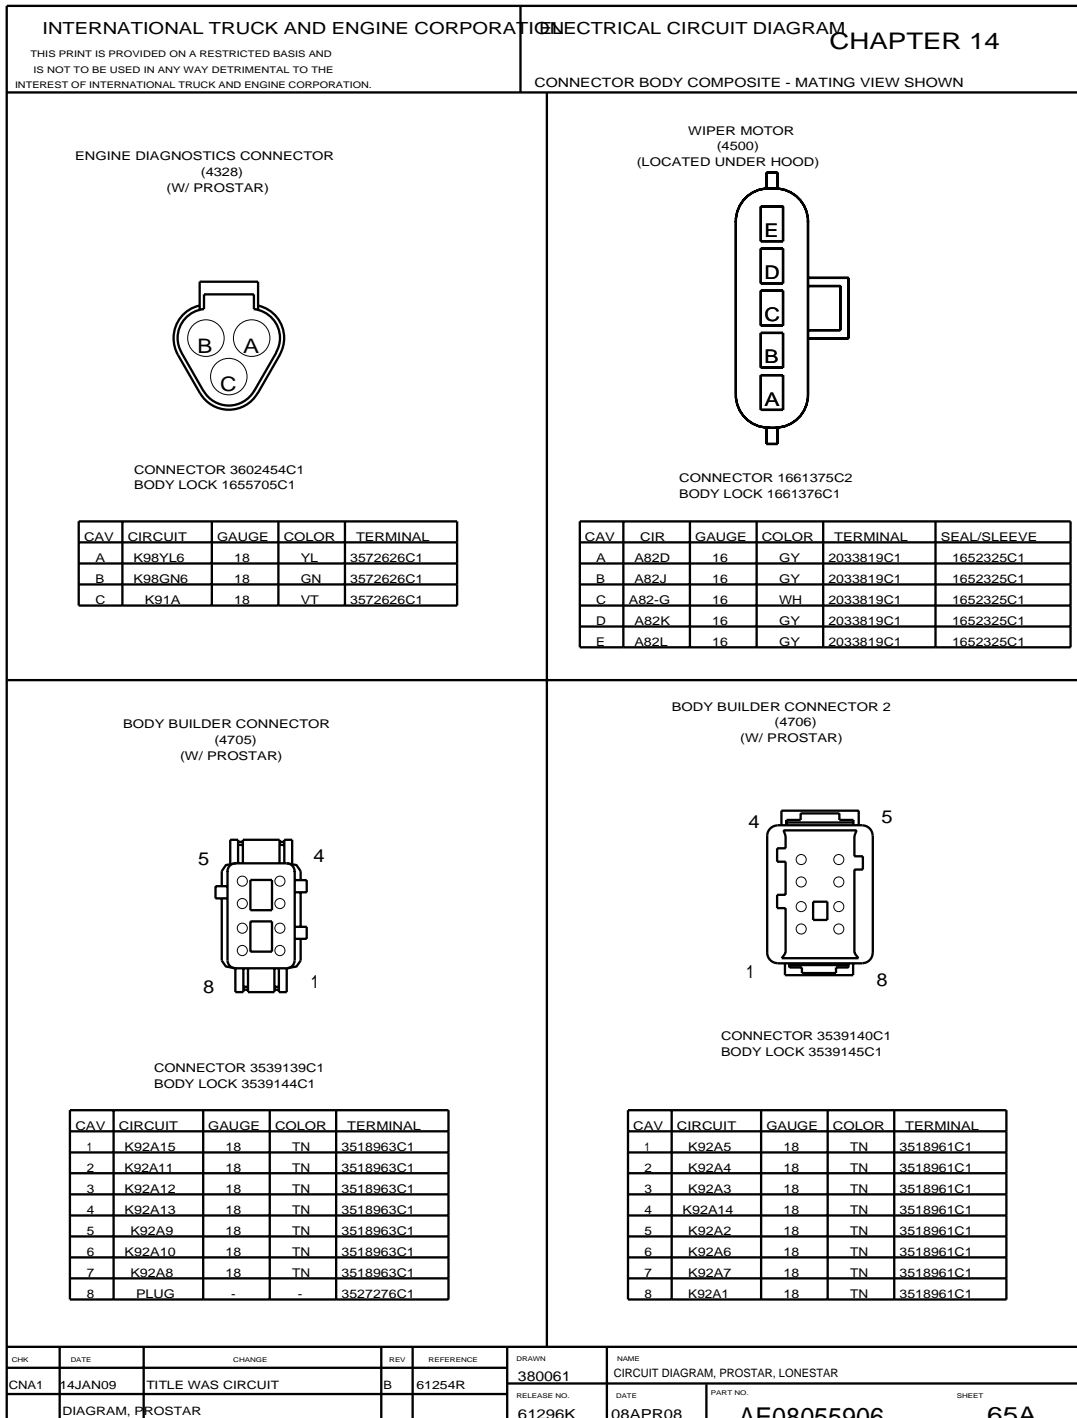 INTERNATIONAL TRUCK AND ENGINE CORPORATION
THIS PRINT IS PROVIDED ON A RESTRICTED BASIS AND
IS NOT TO BE USED IN ANY WAY DETRIMENTAL TO THE
INTEREST OF INTERNATIONAL TRUCK AND ENGINE CORPORATION.
ELECTRICAL CIRCUIT DIAGRAM
CHAPTER 14
CONNECTOR BODY COMPOSITE - MATING VIEW SHOWN
ENGINE DIAGNOSTICS CONNECTOR
(4328)
(W/ PROSTAR)
B A
C
CONNECTOR 3602454C1
BODY LOCK 1655705C1
CAV CIRCUIT GAUGE COLOR TERMINAL
A K98YL6 18 YL 3572626C1
B K98GN6 18 GN 3572626C1
C K91A 18 VT 3572626C1
WIPER MOTOR
(4500)
(LOCATED UNDER HOOD)
E
D
C
B
A
CONNECTOR 1661375C2
BODY LOCK 1661376C1
CAV CIR GAUGE COLOR TERMINAL SEAL/SLEEVE
A A82D 16 GY 2033819C1 1652325C1
B A82J 16 GY 2033819C1 1652325C1
C A82-G 16 WH 2033819C1 1652325C1
D A82K 16 GY 2033819C1 1652325C1
E A82L 16 GY 2033819C1 1652325C1
BODY BUILDER CONNECTOR
(4705)
(W/ PROSTAR)
5 4
8 1
CONNECTOR 3539139C1
BODY LOCK 3539144C1
CAV CIRCUIT GAUGE COLOR TERMINAL
1 K92A15 18 TN 3518963C1
2 K92A11 18 TN 3518963C1
3 K92A12 18 TN 3518963C1
4 K92A13 18 TN 3518963C1
5 K92A9 18 TN 3518963C1
6 K92A10 18 TN 3518963C1
7 K92A8 18 TN 3518963C1
8 PLUG - - 3527276C1
BODY BUILDER CONNECTOR 2
(4706)
(W/ PROSTAR)
4 5
1 8
CONNECTOR 3539140C1
BODY LOCK 3539145C1
CAV CIRCUIT GAUGE COLOR TERMINAL
1 K92A5 18 TN 3518961C1
2 K92A4 18 TN 3518961C1
3 K92A3 18 TN 3518961C1
4 K92A14 18 TN 3518961C1
5 K92A2 18 TN 3518961C1
6 K92A6 18 TN 3518961C1
7 K92A7 18 TN 3518961C1
8 K92A1 18 TN 3518961C1
CHK DATE CHANGE REV REFERENCE
CNA1 14JAN09 TITLE WAS CIRCUIT B 61254R
DIAGRAM, PROSTAR
DRAWN
380061
NAME
CIRCUIT DIAGRAM, PROSTAR, LONESTAR
RELEASE NO.
61296K
DATE
08APR08
PART NO.
AE08055906
SHEET
65A